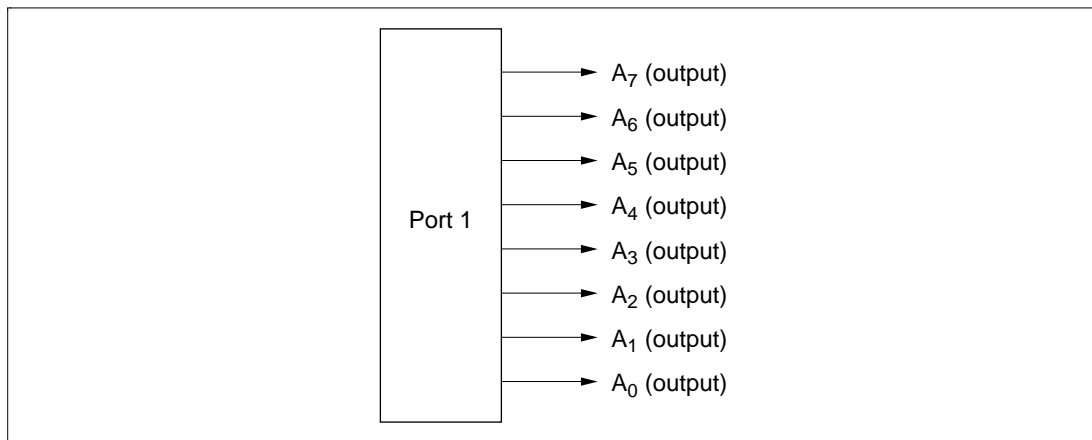 A7 (output)
A6 (output)
A5 (output)
A4 (output)
Port 1
A3 (output)
A2 (output)
A1 (output)
A0 (output)